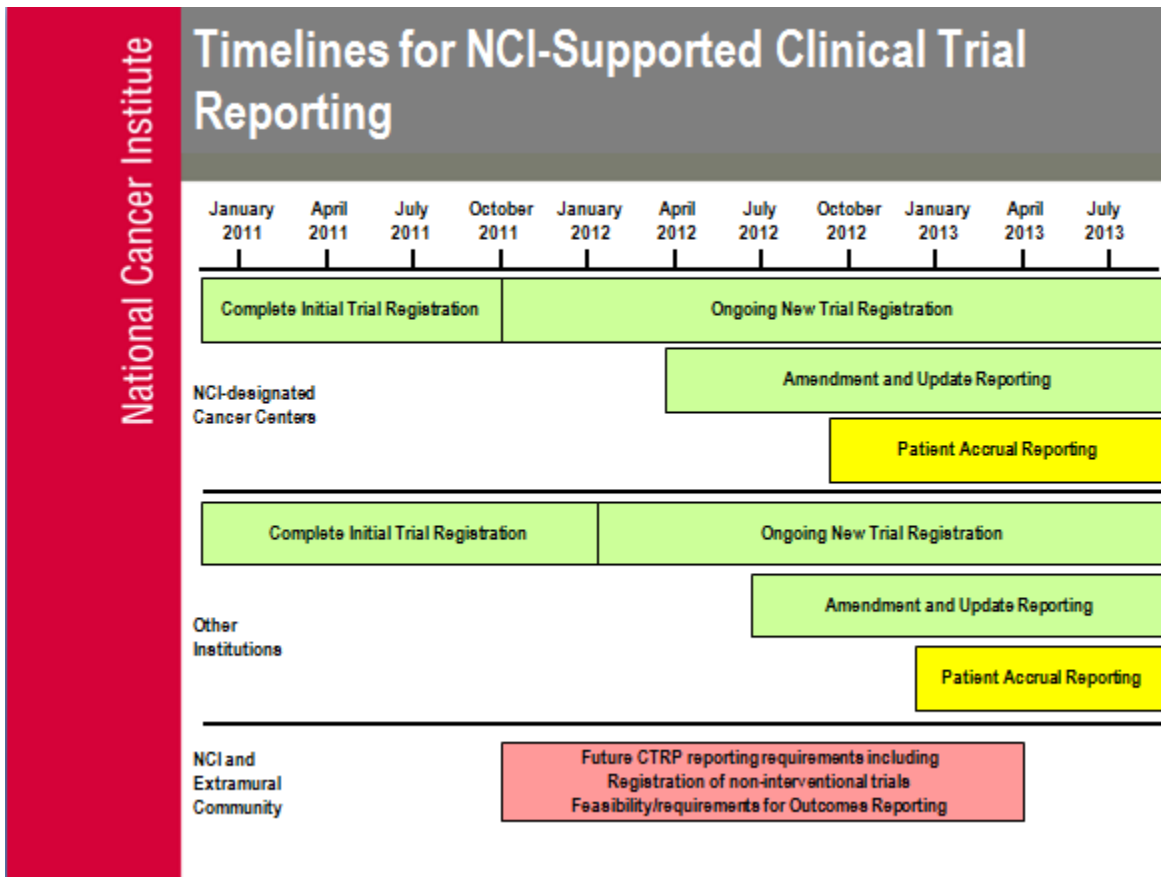 National Cancer Institute
Timelines for NCI-Supported Clinical Trial
Reporting
January April July October January April July October January April July
2011 2011 2011 2011 2012 2012 2012 2012 2013 2013 2013
Complete Initial Trial Registration Ongoing New Trial Registration
Amendment and Update Reporting
NCI-designated
Cancer Centers
Patient Accrual Reporting
Complete Initial Trial Registration Ongoing New Trial Registration
Amendment and Update Reporting
Other
Institutions
Patient Accrual Reporting
NCI and
Extramural
Community
Future CTRP reporting requirements including
Registration of non-interventional trials
Feasibility/requirements for Outcomes Reporting